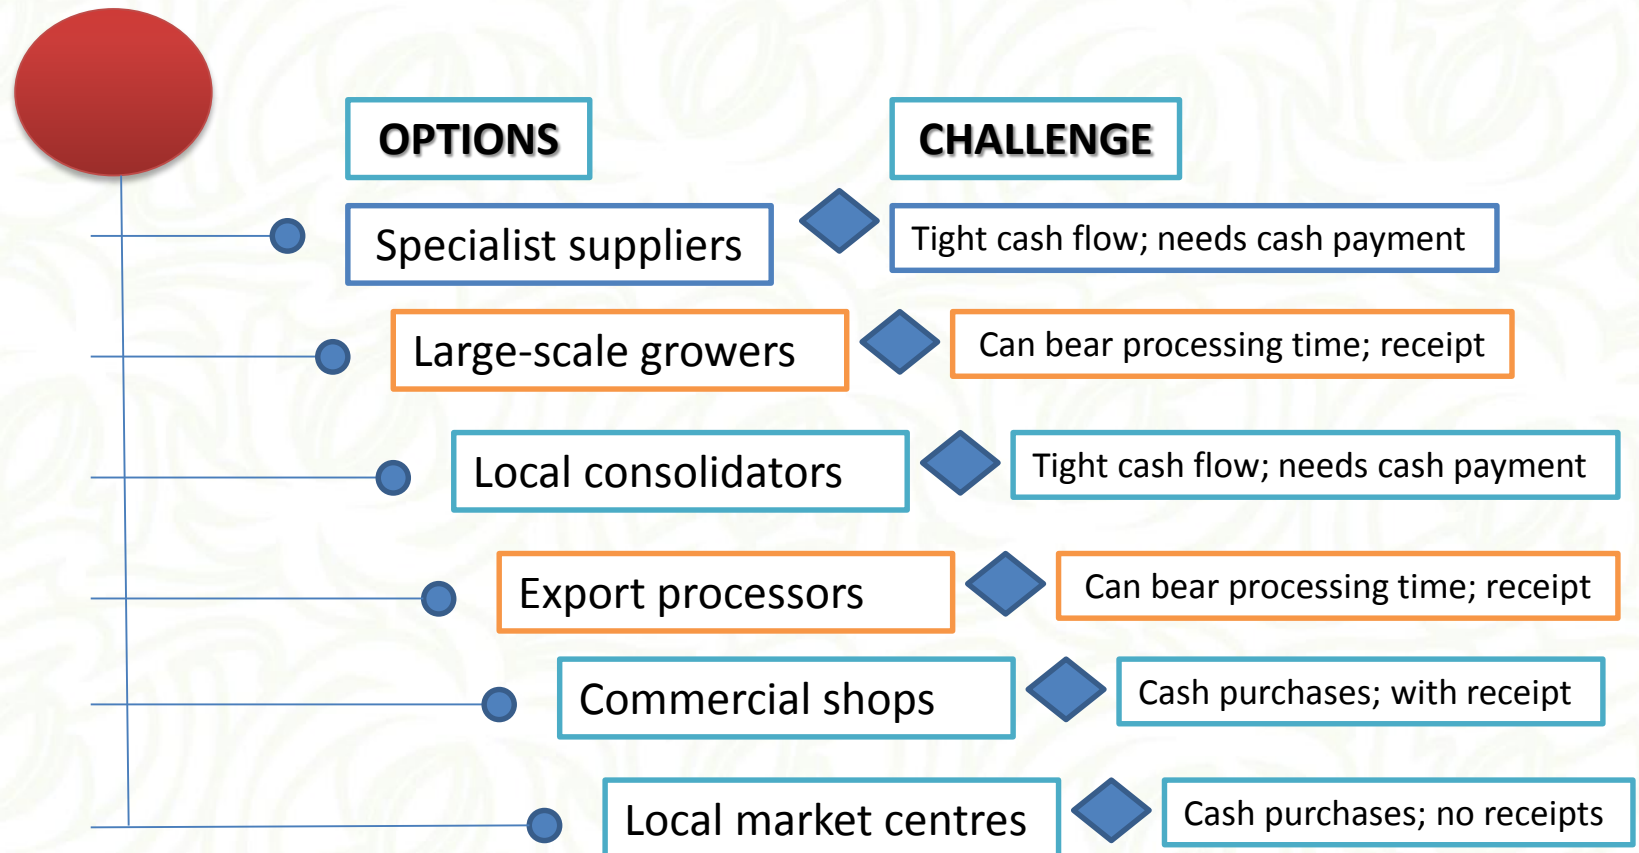 OPTIONS CHALLENGE
Specialist suppliers Tight cash flow; needs cash payment
Large-scale growers Can bear processing time; receipt
Local consolidators Tight cash flow; needs cash payment
Export processors Can bear processing time; receipt
Commercial shops Cash purchases; with receipt
Local market centres Cash purchases; no receipts